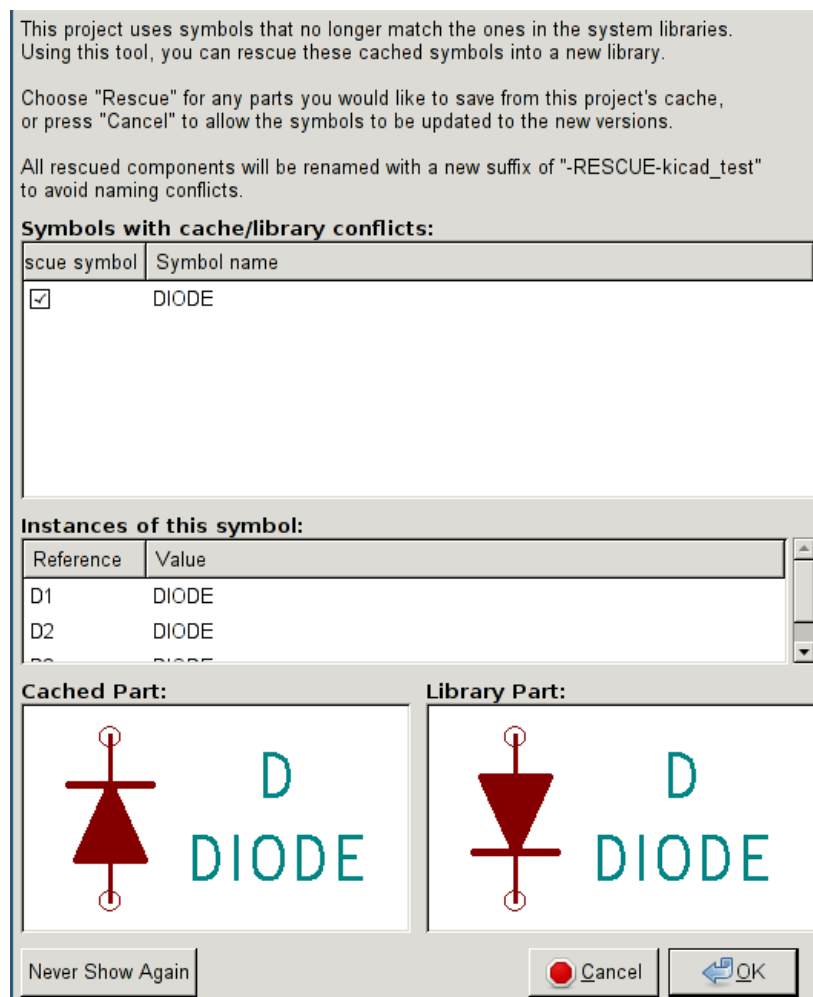 This project uses symbols that no longer match the ones in the system libraries.
Using this tool, you can rescue these cached symbols into a new library.
Choose "Rescue" for any parts you would like to save from this project's cache,
or press "Cancel" to allow the symbols to be updated to the new versions.
All rescued components will be renamed with a new suffix of "-RESCUE-kicad_test"
to avoid naming conflicts.
Symbols with cache/library conflicts:
scue symbol Symbol name
DIODE
Instances of this symbol:
Reference Value
D1 DIODE
D2 DIODE
Cached Part: Library Part:
D
DIODE
D
DIODE
Never Show Again Cancel OK